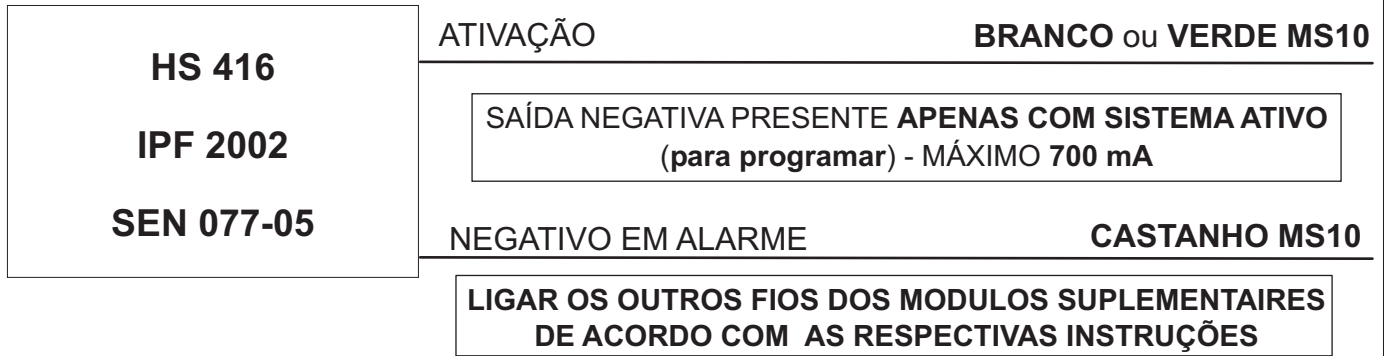 HS 416
IPF 2002
SEN 077-05
ATIVAÇÃO BRANCO ou VERDE MS10
SAÍDA NEGATIVA PRESENTE APENAS COM SISTEMA ATIVO
(para programar) - MÁXIMO 700 mA
NEGATIVO EM ALARME CASTANHO MS10
LIGAR OS OUTROS FIOS DOS MODULOS SUPLEMENTAIRES
DE ACORDO COM AS RESPECTIVAS INSTRUÇÕES